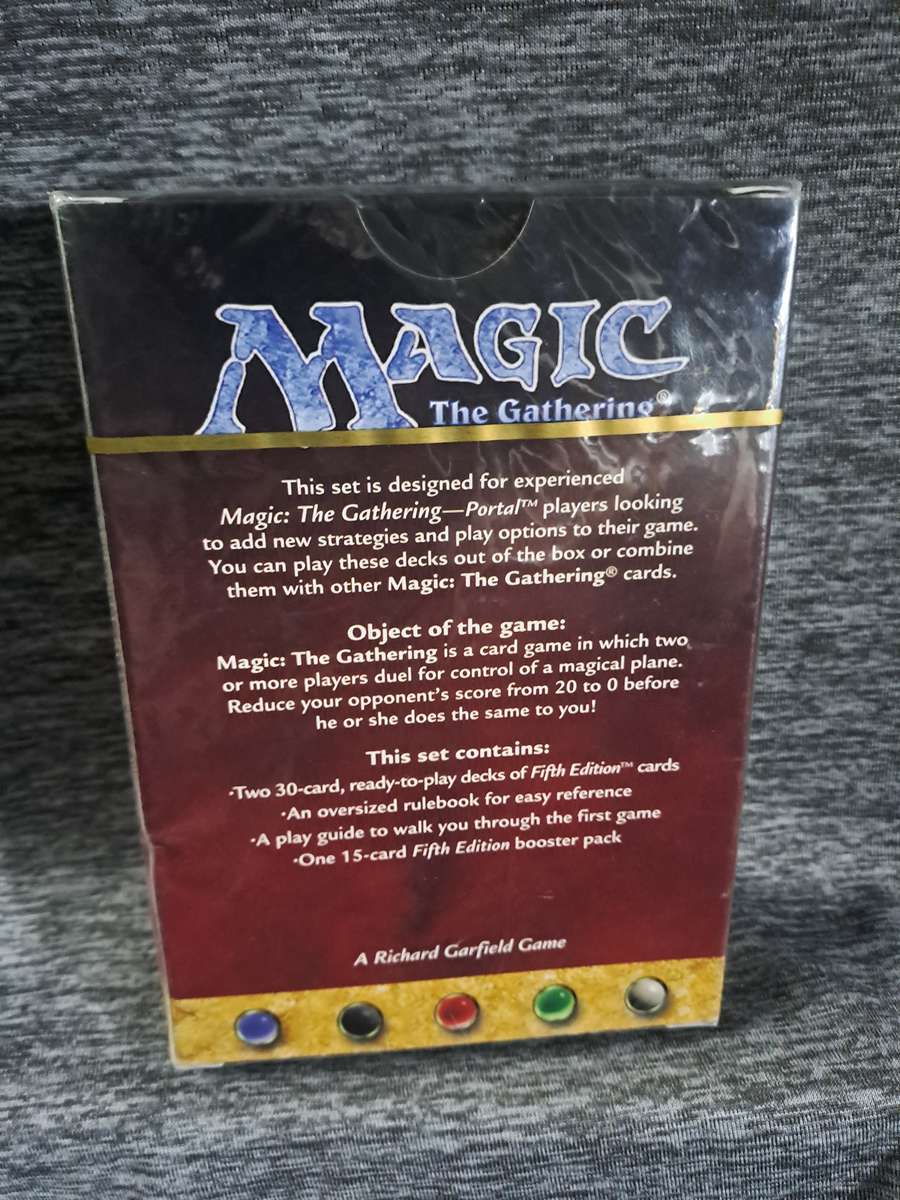 MAGIC
The Gathering®
This set is designed for experienced
Magic: The Gathering—Portal™ players looking
to add new strategies and play options to their game.
You can play these decks out of the box or combine
them with other Magic: The Gathering® cards.
Object of the game:
Magic: The Gathering is a card game in which two
or more players duel for control of a magical plane.
Reduce your opponent's score from 20 to 0 before
he or she does the same to you!
This set contains:
•Two 30-card, ready-to-play decks of Fifth Edition™ cards
•An oversized rulebook for easy reference
•A play guide to walk you through the first game
•One 15-card Fifth Edition booster pack
A Richard Garfield Game